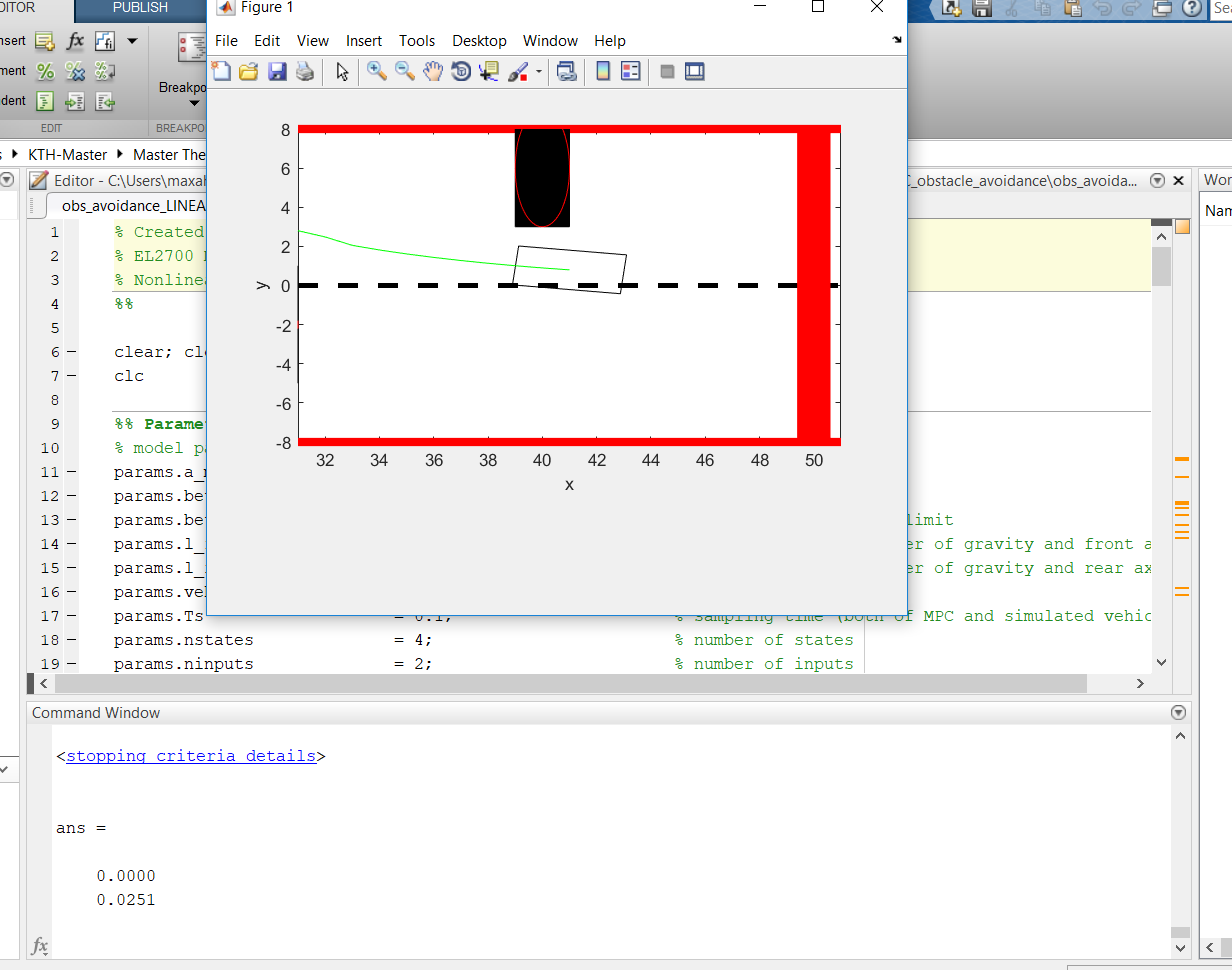 PUBLISH
Figure 1
File Edit View Insert Tools Desktop Window Help
Breakpo
EDIT
BREAKPO
KTH-Master Master The
Editor - C:\Users\maxa
C_obstacle_avoidance\obs_avoida...
Wor
obs_avoidance_LINEA
Nam
1 % Created
2 % EL2700
3 % Nonline
4 %%
5
6 clear; cl
7 clc
8
9 %% Parame
10 % model pa
11 params.a_
12 params.be
13 params.be limit
14 params.l_ er of gravity and front a
15 params.l_ er of gravity and rear ax
16 params.ve
17 params.Ts = 0.1; % sampling time (both of MPC and simulated vehic
18 params.nstates = 4; % number of states
19 params.ninputs = 2; % number of inputs
8
6
4
2
0
-2
-4
-6
-8
y
32 34 36 38 40 42 44 46 48 50
x
Command Window
<stopping criteria details>
ans =
0.0000
0.0251
fx